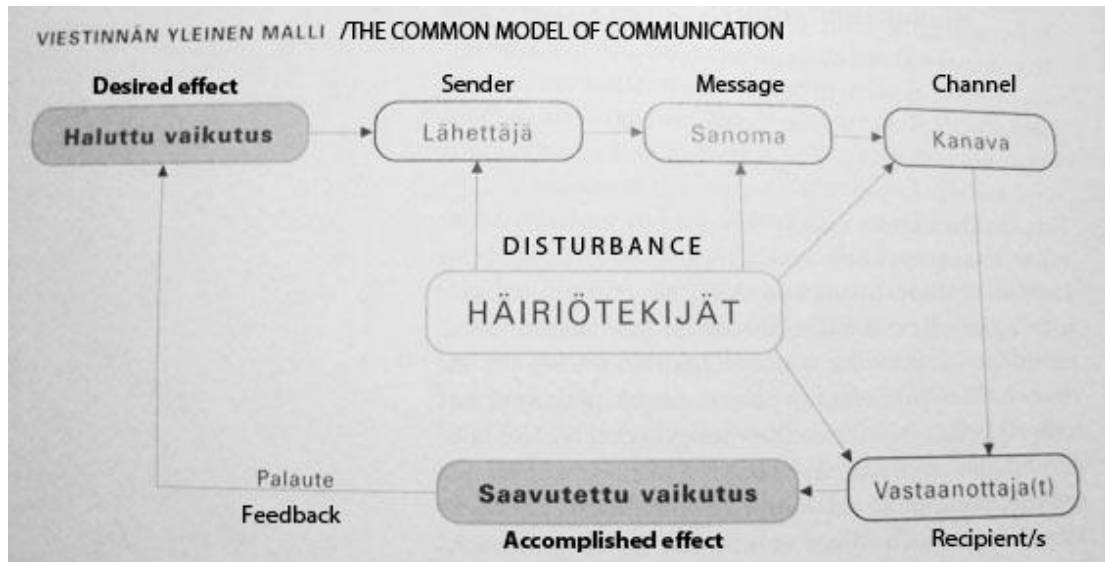 VIESTINNÄN YLEINEN MALLI /THE COMMON MODEL OF COMMUNICATION
Desired effect
Sender
Message
Channel
Haluttu vaikutus
Lähettäjä
Sanoma
Kanava
DISTURBANCE
HÄIRIÖTEKIJÄT
Palaute
Feedback
Saavutettu vaikutus
Vastaanottaja(t)
Accomplished effect
Recipient/s